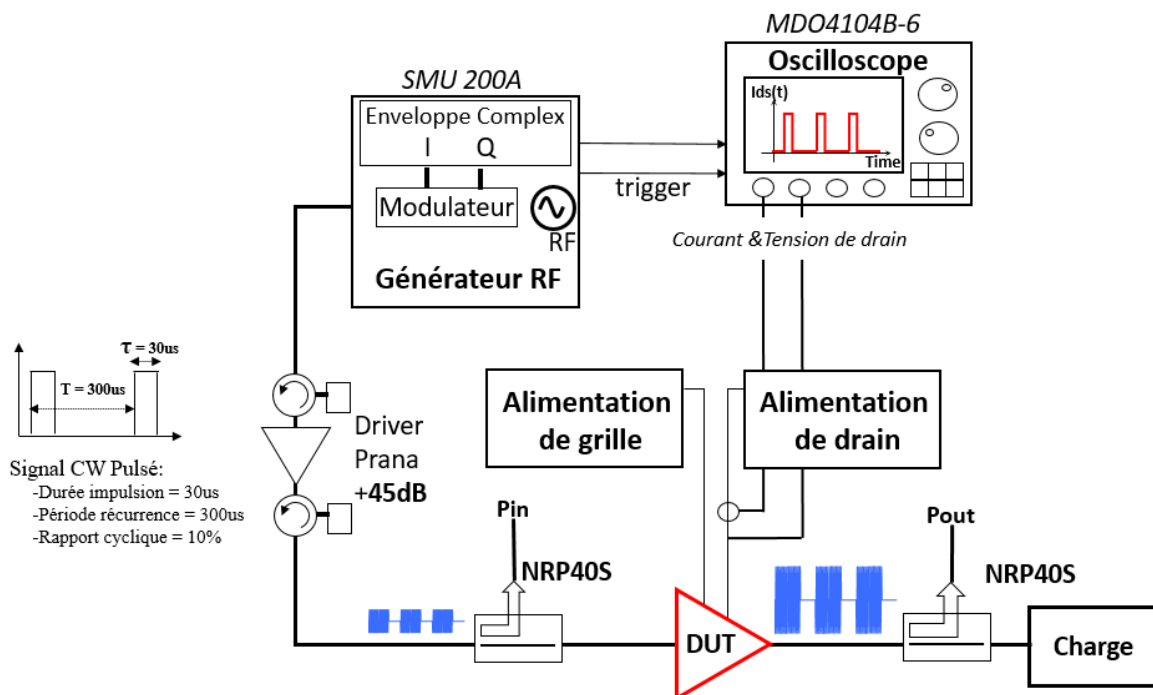 MDO4104B-6
Oscilloscope
Ids(t)
Time
SMU 200A
Enveloppe Complex
I Q
Modulateur
RF
Générateur RF
trigger
Courant &Tension de drain
τ = 30us
T = 300us
Signal CW Pulsé:
-Durée impulsion = 30us
-Période récurrence = 300us
-Rapport cyclique = 10%
Driver
Prana
+45dB
Alimentation
de grille
Alimentation
de drain
Pin
NRP40S
DUT
Pout
NRP40S
Charge